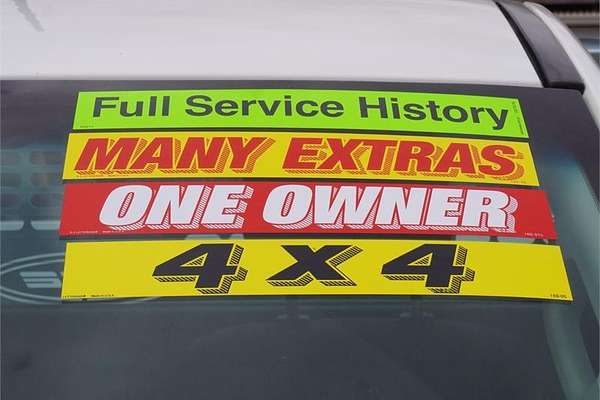 Full Service History
MANY EXTRAS
ONE OWNER
4 X 4